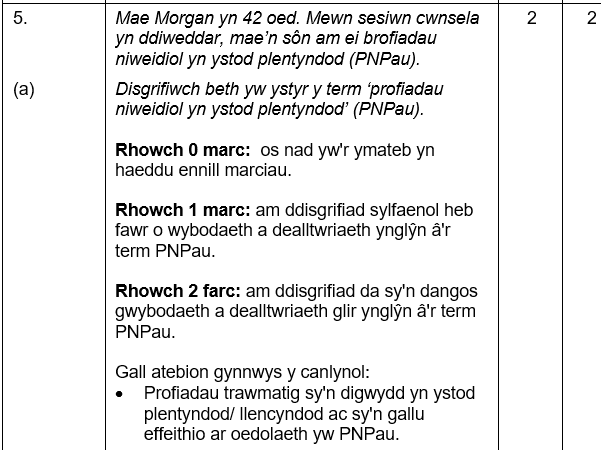 5. Mae Morgan yn 42 oed. Mewn sesiwn cwnsela 2 2
yn ddiweddar, mae'n sôn am ei brofiadau
niweidiol yn ystod plentyndod (PNPau).
(a) Disgrifiwch beth yw ystyr y term 'profiadau
niweidiol yn ystod plentyndod' (PNPau).
Rhowch 0 marc: os nad yw'r ymateb yn
haeddu ennill marciau.
Rhowch 1 marc: am ddisgrifiad sylfaenol heb
fawr o wybodaeth a dealltwriaeth ynglŷn â'r
term PNPau.
Rhowch 2 farc: am ddisgrifiad da sy'n dangos
gwybodaeth a dealltwriaeth glir ynglŷn â'r term
PNPau.
Gall atebion gynnwys y canlynol:
• Profiadau trawmatig sy'n digwydd yn ystod
plentyndod/ llencyndod ac sy'n gallu
effeithio ar oedolaeth yw PNPau.